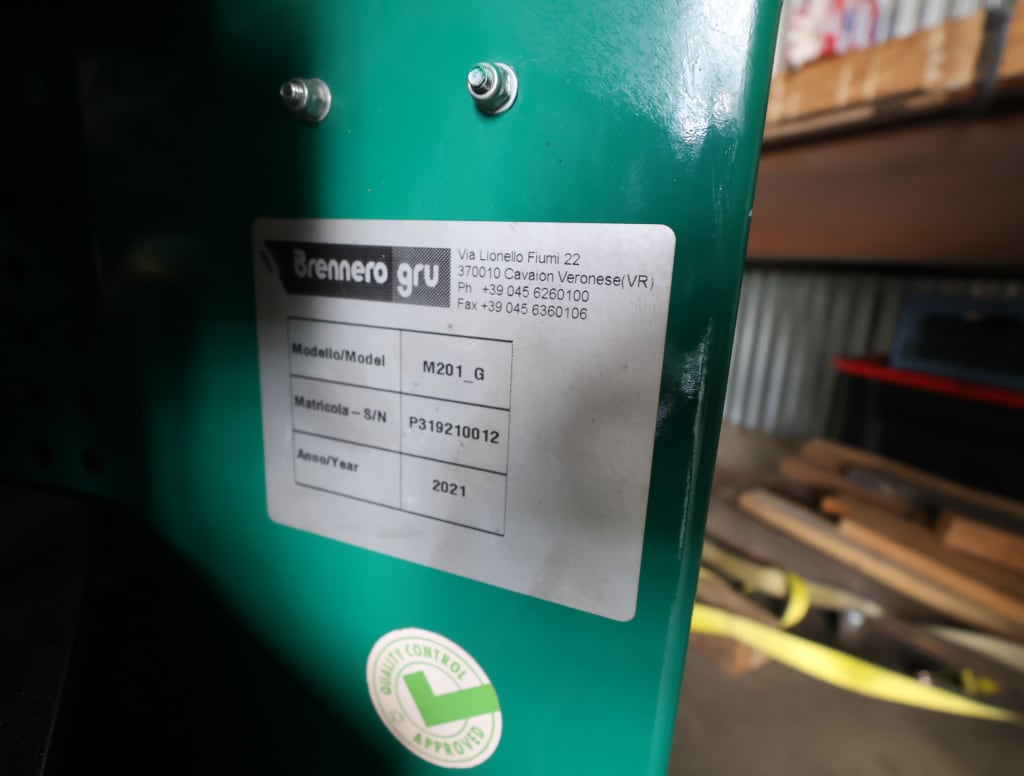 Brennero gru
Via Lionello Fiumi 22
370010 Cavaion Veronese(VR)
Ph +39 045 6260100
Fax +39 045 6360106
Modello/Model M201_G
Matricola – S/N P319210012
Anno/Year 2021
QUALITY CONTROL
APPROVED